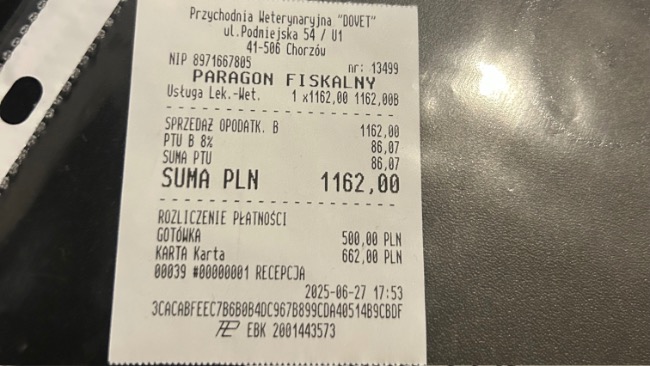 Przychodnia Weterynaryjna "DOVET"
ul.Podmiejska 54 / U1
41-506 Chorzów
NIP 8971667805 nr: 13499
PARAGON FISKALNY
Usługa Lek.-Wet. 1 x1162,00 1162,00B
SPRZEDAŻ OPODATK. B 1162,00
PTU B 8% 86,07
SUMA PTU 86,07
SUMA PLN 1162,00
ROZLICZENIE PŁATNOŚCI
GOTÓWKA 500,00 PLN
KARTA Karta 662,00 PLN
00039 #00000001 RECEPCJA
2025-06-27 17:53
3CACABFEEC7B6B0B4DC967B899CDA40514B9CBDF
EBK 2001443573